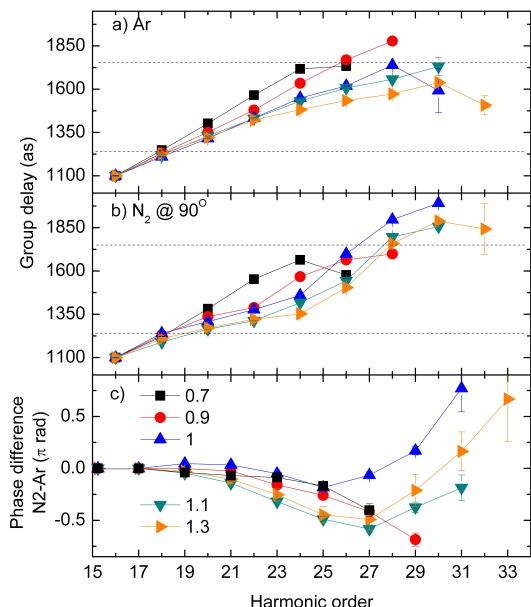 a) Ar
1850
1600
1350
1100
Group delay (as)
b) N2 @ 90O
1850
1600
1350
1100
c)
0.7
0.9
1
1.1
1.3
0.5
0.0
-0.5
Phase difference
N2-Ar (π rad)
15 17 19 21 23 25 27 29 31 33
Harmonic order